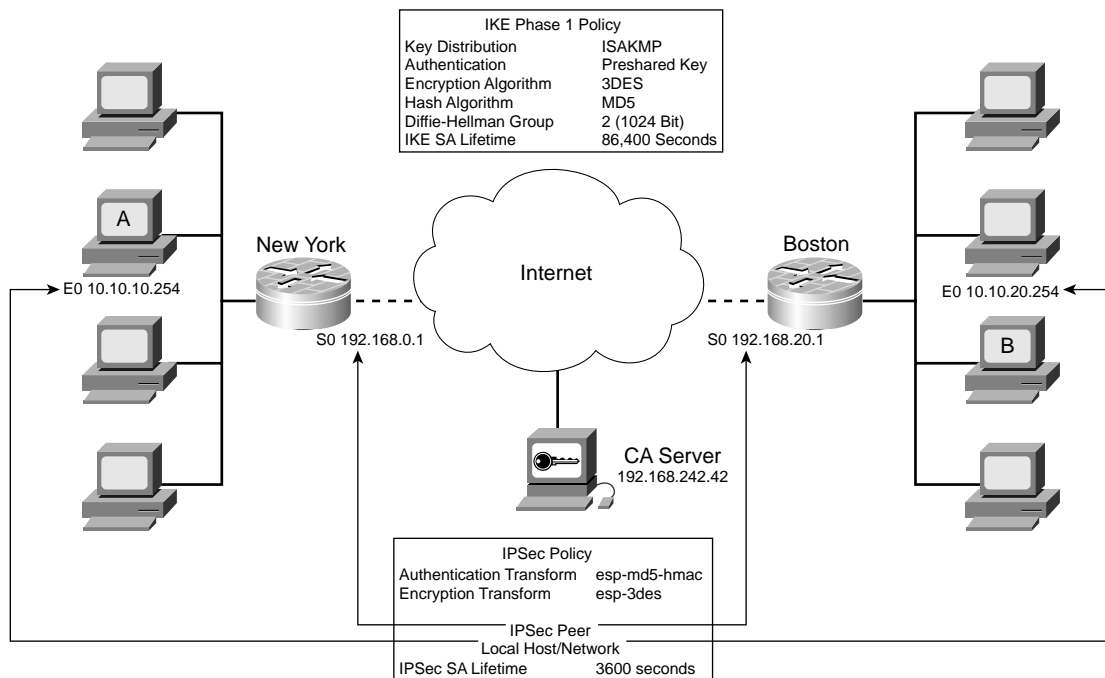 IKE Phase 1 Policy
Key Distribution ISAKMP
Authentication Preshared Key
Encryption Algorithm 3DES
Hash Algorithm MD5
Diffie-Hellman Group 2 (1024 Bit)
IKE SA Lifetime 86,400 Seconds
A
New York
Internet
Boston
E0 10.10.10.254
E0 10.10.20.254
S0 192.168.0.1
S0 192.168.20.1
B
CA Server
192.168.242.42
IPSec Policy
Authentication Transform esp-md5-hmac
Encryption Transform esp-3des
IPSec Peer
Local Host/Network
IPSec SA Lifetime 3600 seconds